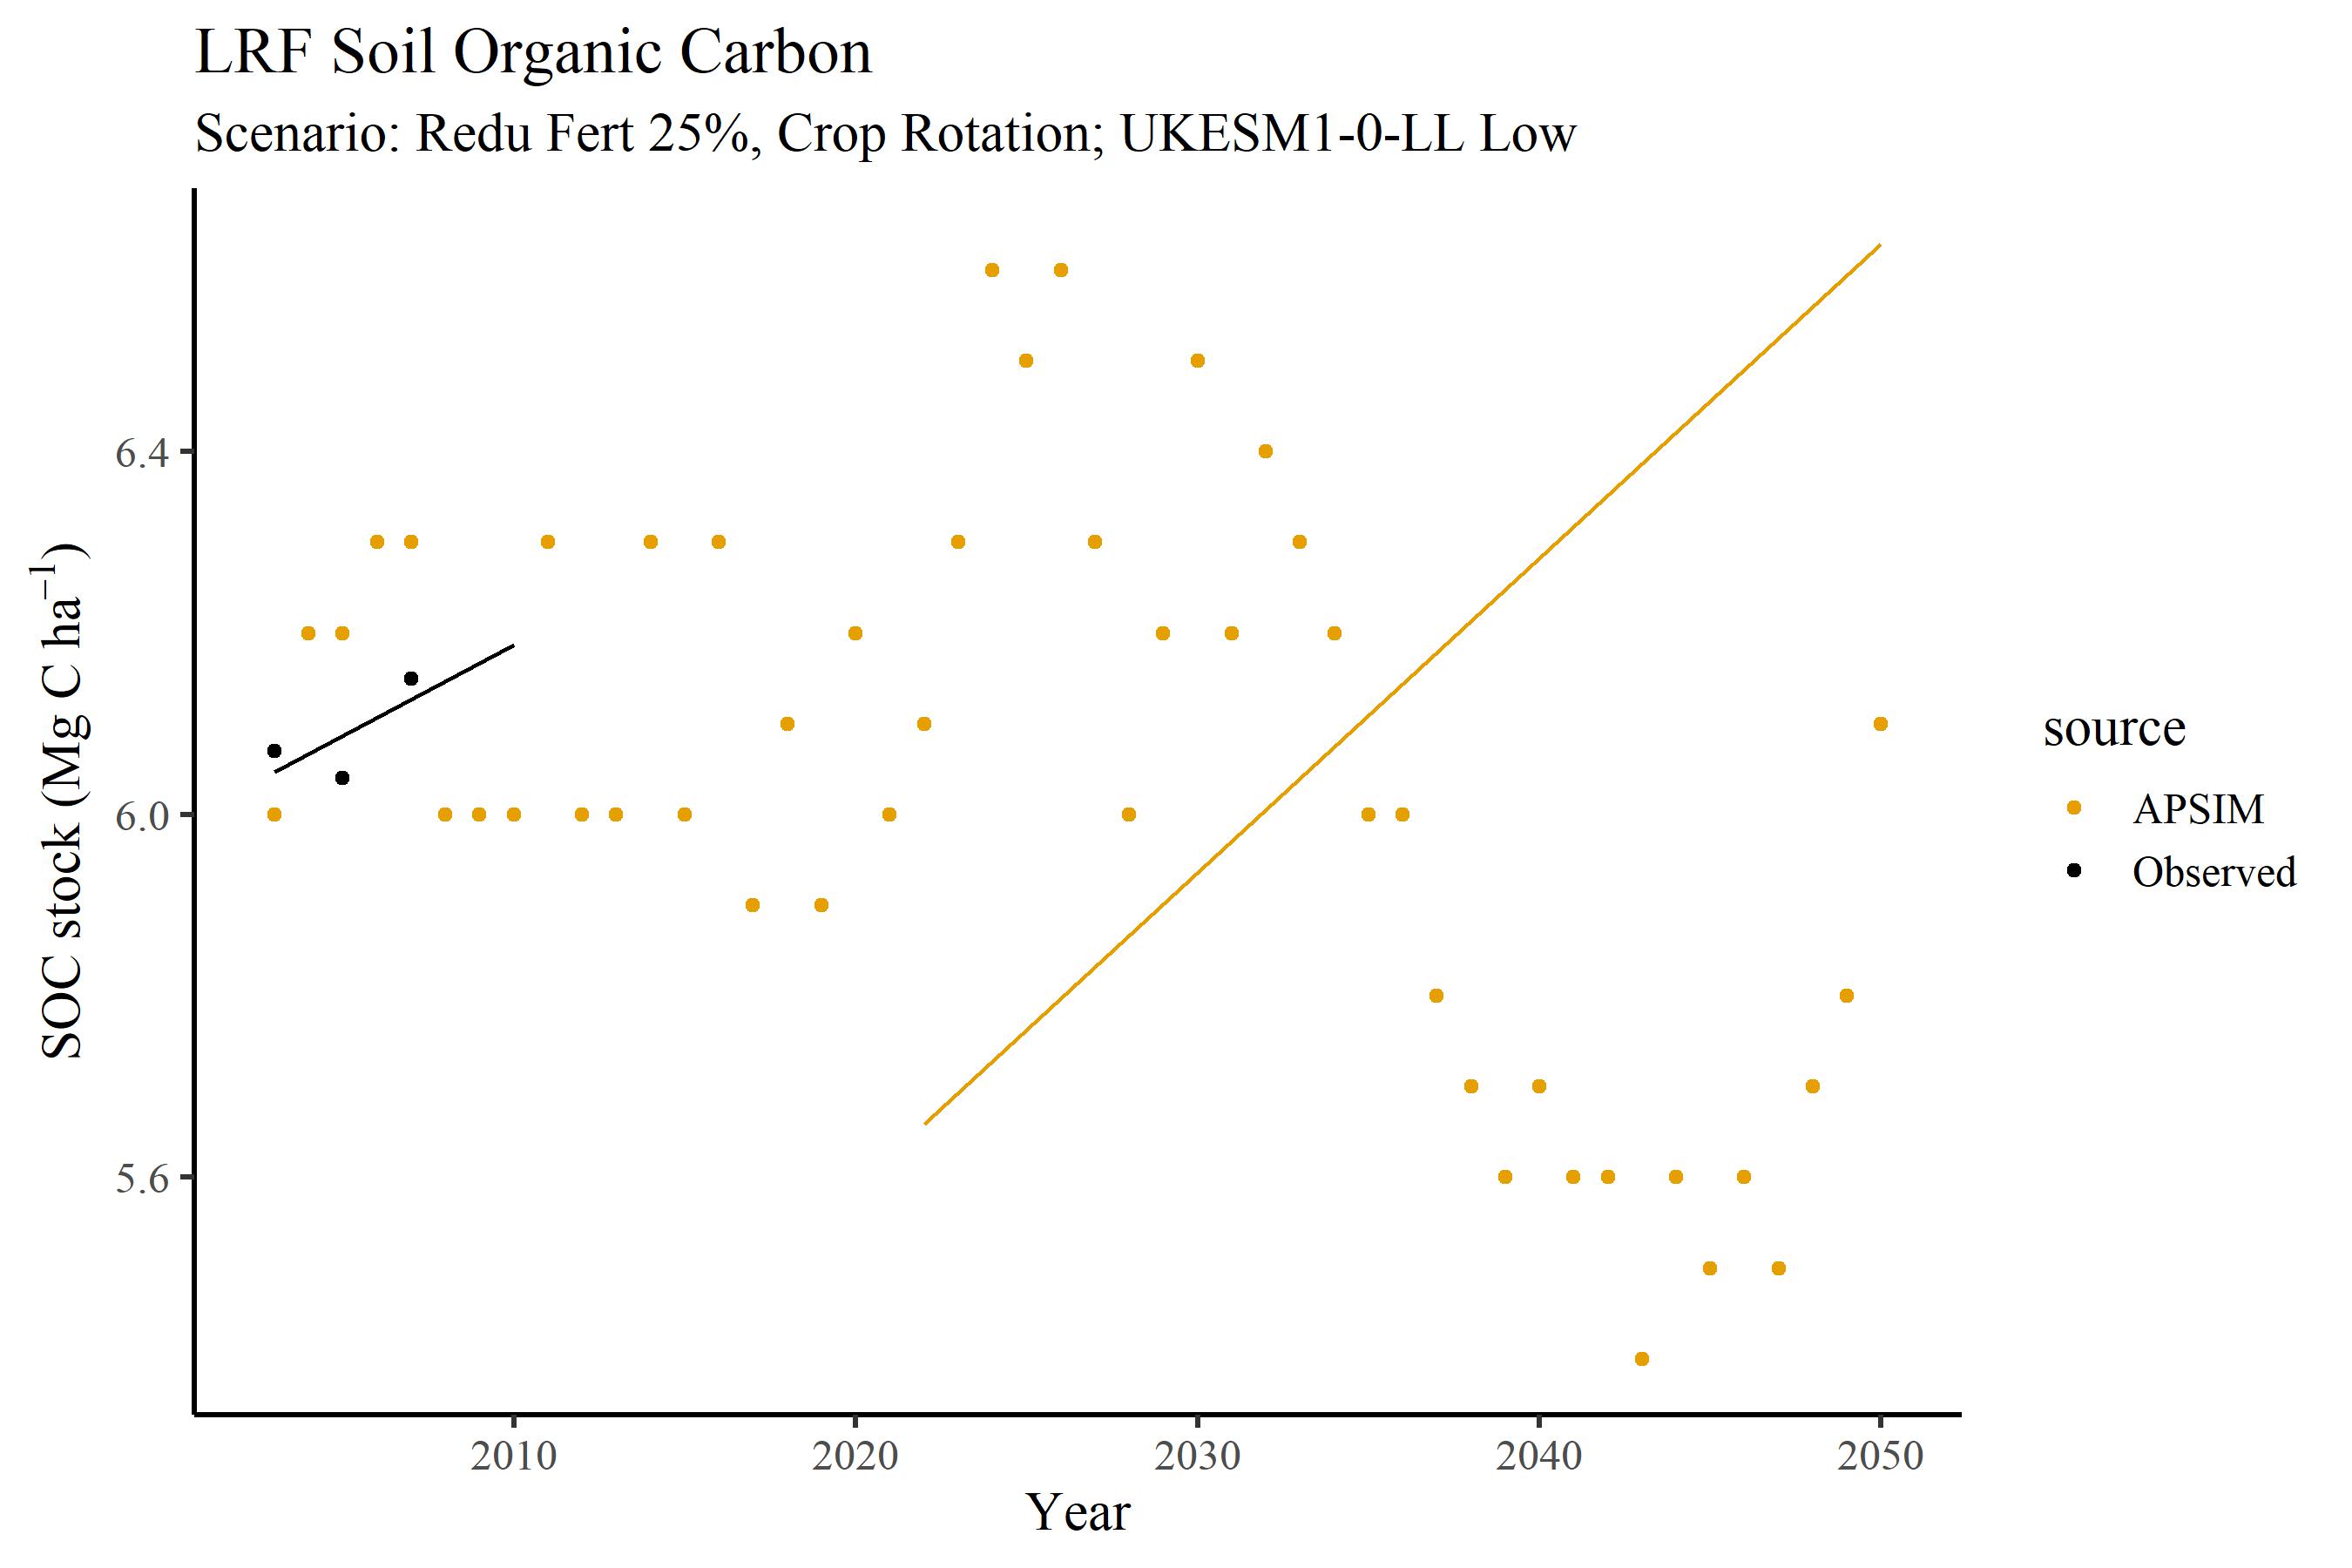 LRF Soil Organic Carbon
Scenario: Redu Fert 25%, Crop Rotation; UKESM1-0-LL Low
SOC stock (Mg C ha⁻¹)
6.4
6.0
5.6
2010
2020
2030
2040
2050
Year
source
APSIM
Observed